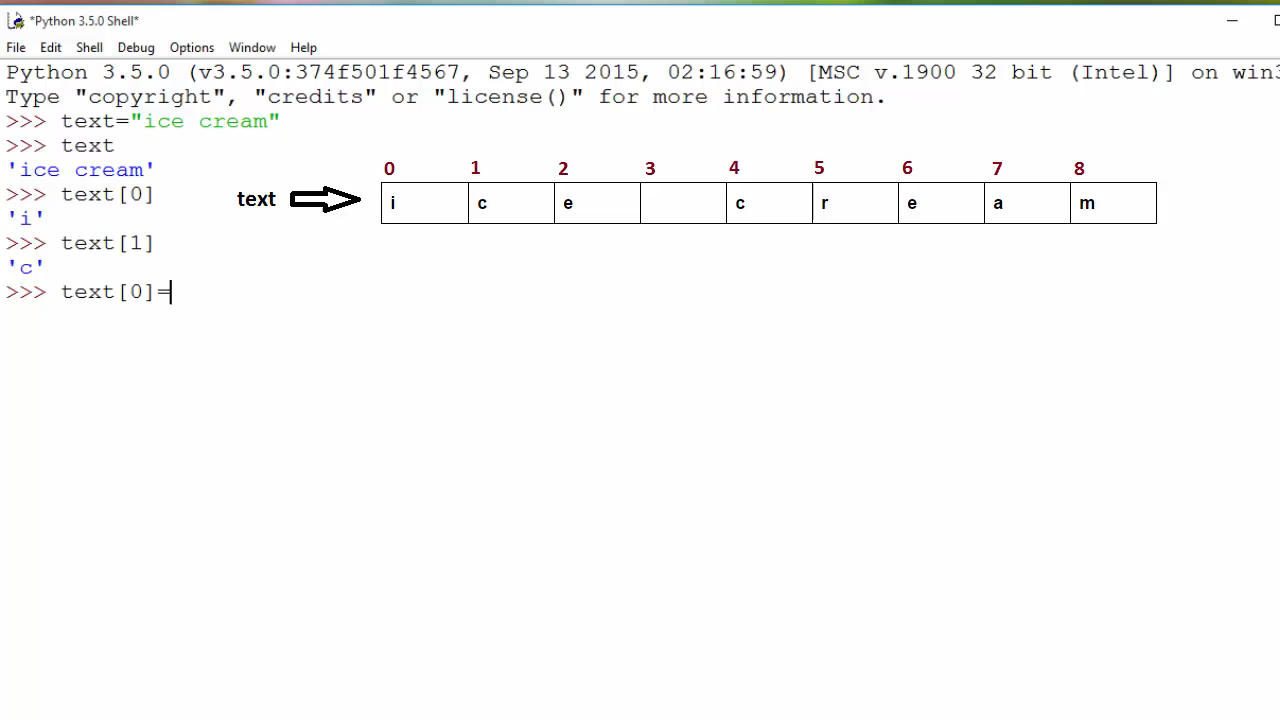 *Python 3.5.0 Shell*
File Edit Shell Debug Options Window Help
Python 3.5.0 (v3.5.0:374f501f4567, Sep 13 2015, 02:16:59) [MSC v.1900 32 bit (Intel)] on win3
Type "copyright", "credits" or "license()" for more information.
>>> text="ice cream"
>>> text
'ice cream'
>>> text[0]
'i'
>>> text[1]
'c'
>>> text[0]=
0 1 2 3 4 5 6 7 8
text i c e c r e a m